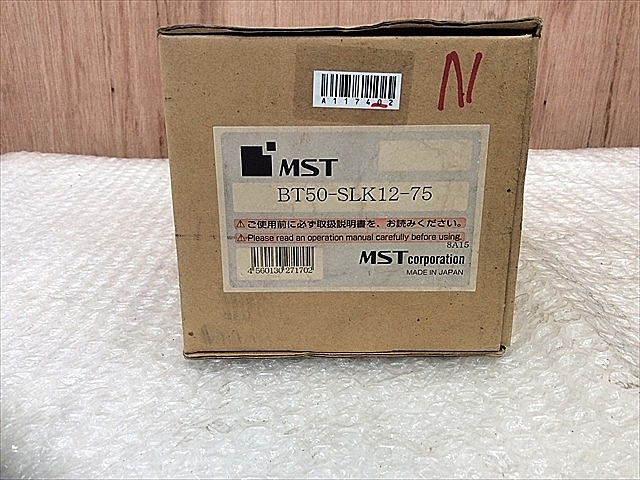 N
A117402
MST
BT50-SLK12-75
⚠ご使用前に必ず取扱説明書を、お読みください。
⚠Please read an operation manual carefully before using.
8A15
4 560130 271702
MST corporation
MADE IN JAPAN